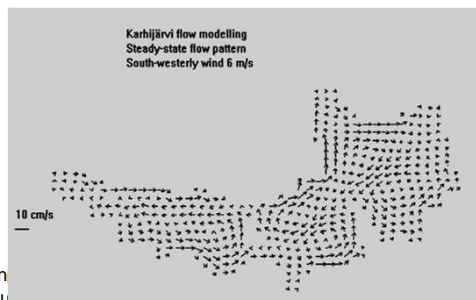 Karhijärvi flow modelling
Steady-state flow pattern
South-westerly wind 6 m/s
10 cm/s